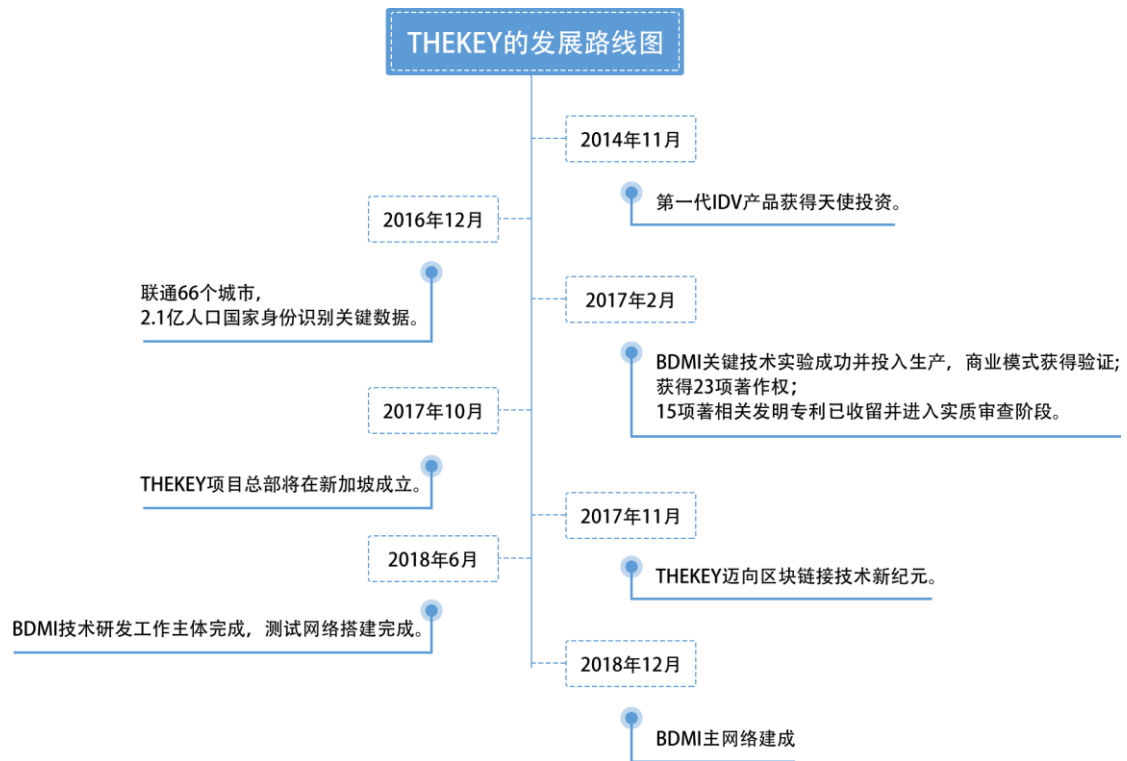 THEKEY的发展路线图
2014年11月
第一代IDV产品获得天使投资。
2016年12月
联通66个城市，
2.1亿人口国家身份识别关键数据。
2017年2月
BDMI关键技术实验成功并投入生产，商业模式获得验证;
获得23项著作权；
15项著相关发明专利已收留并进入实质审查阶段。
2017年10月
THEKEY项目总部将在新加坡成立。
2017年11月
THEKEY迈向区块链接技术新纪元。
2018年6月
BDMI技术研发工作主体完成，测试网络搭建完成。
2018年12月
BDMI主网络建成